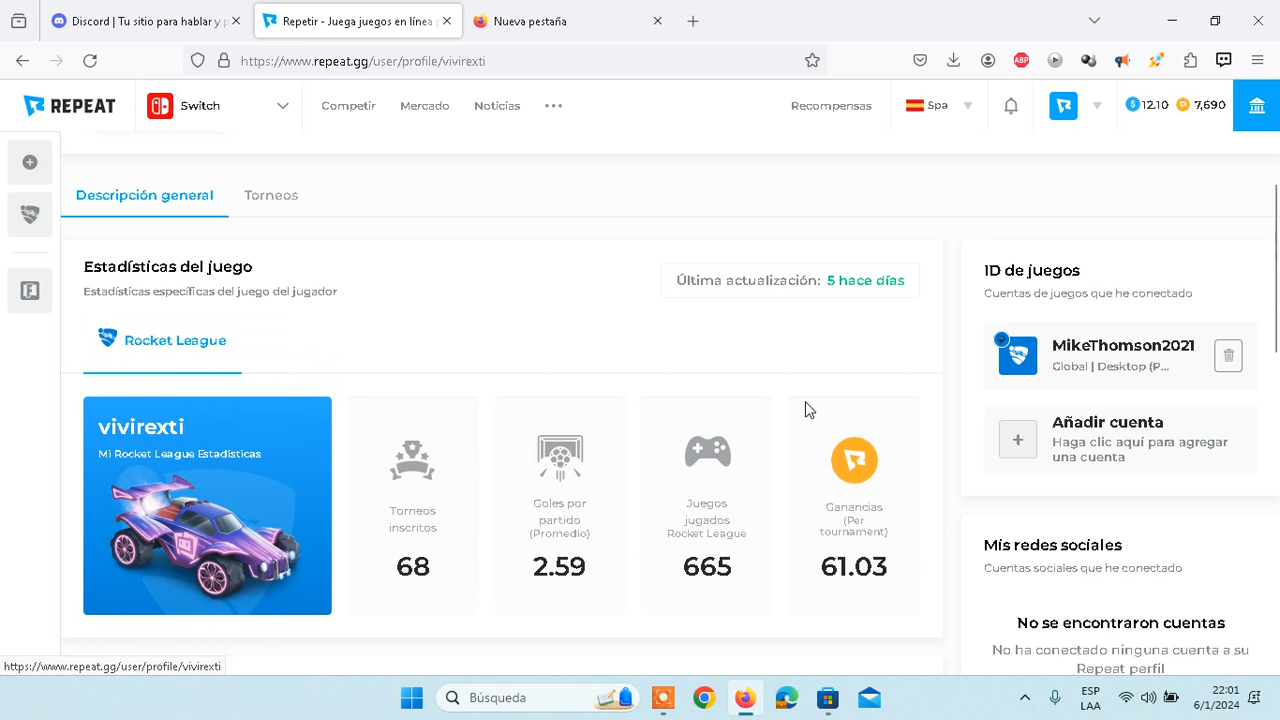 Discord | Tu sitio para hablar y p
Repetir - Juega juegos en línea p
Nueva pestaña
https://www.repeat.gg/user/profile/vivirexti
ABP
REPEAT
Switch
Competir
Mercado
Noticias
Recompensas
Spa
12.10
7,690
Descripción general
Torneos
Estadísticas del juego
Estadísticas específicas del juego del jugador
Última actualización: 5 hace días
Rocket League
vivirexti
Mi Rocket League Estadísticas
Torneos
inscritos
68
Goles por
partido
(Promedio)
2.59
Juegos
jugados
Rocket League
665
Ganancias
(Per
tournament)
61.03
ID de juegos
Cuentas de juegos que he conectado
MikeThomson2021
Global | Desktop (P...
Añadir cuenta
Haga clic aquí para agregar
una cuenta
Mis redes sociales
Cuentas sociales que he conectado
No se encontraron cuentas
No ha conectado ninguna cuenta a su
Repeat perfil
https://www.repeat.gg/user/profile/vivirexti
Búsqueda
ESP
LAA
22:01
6/1/2024